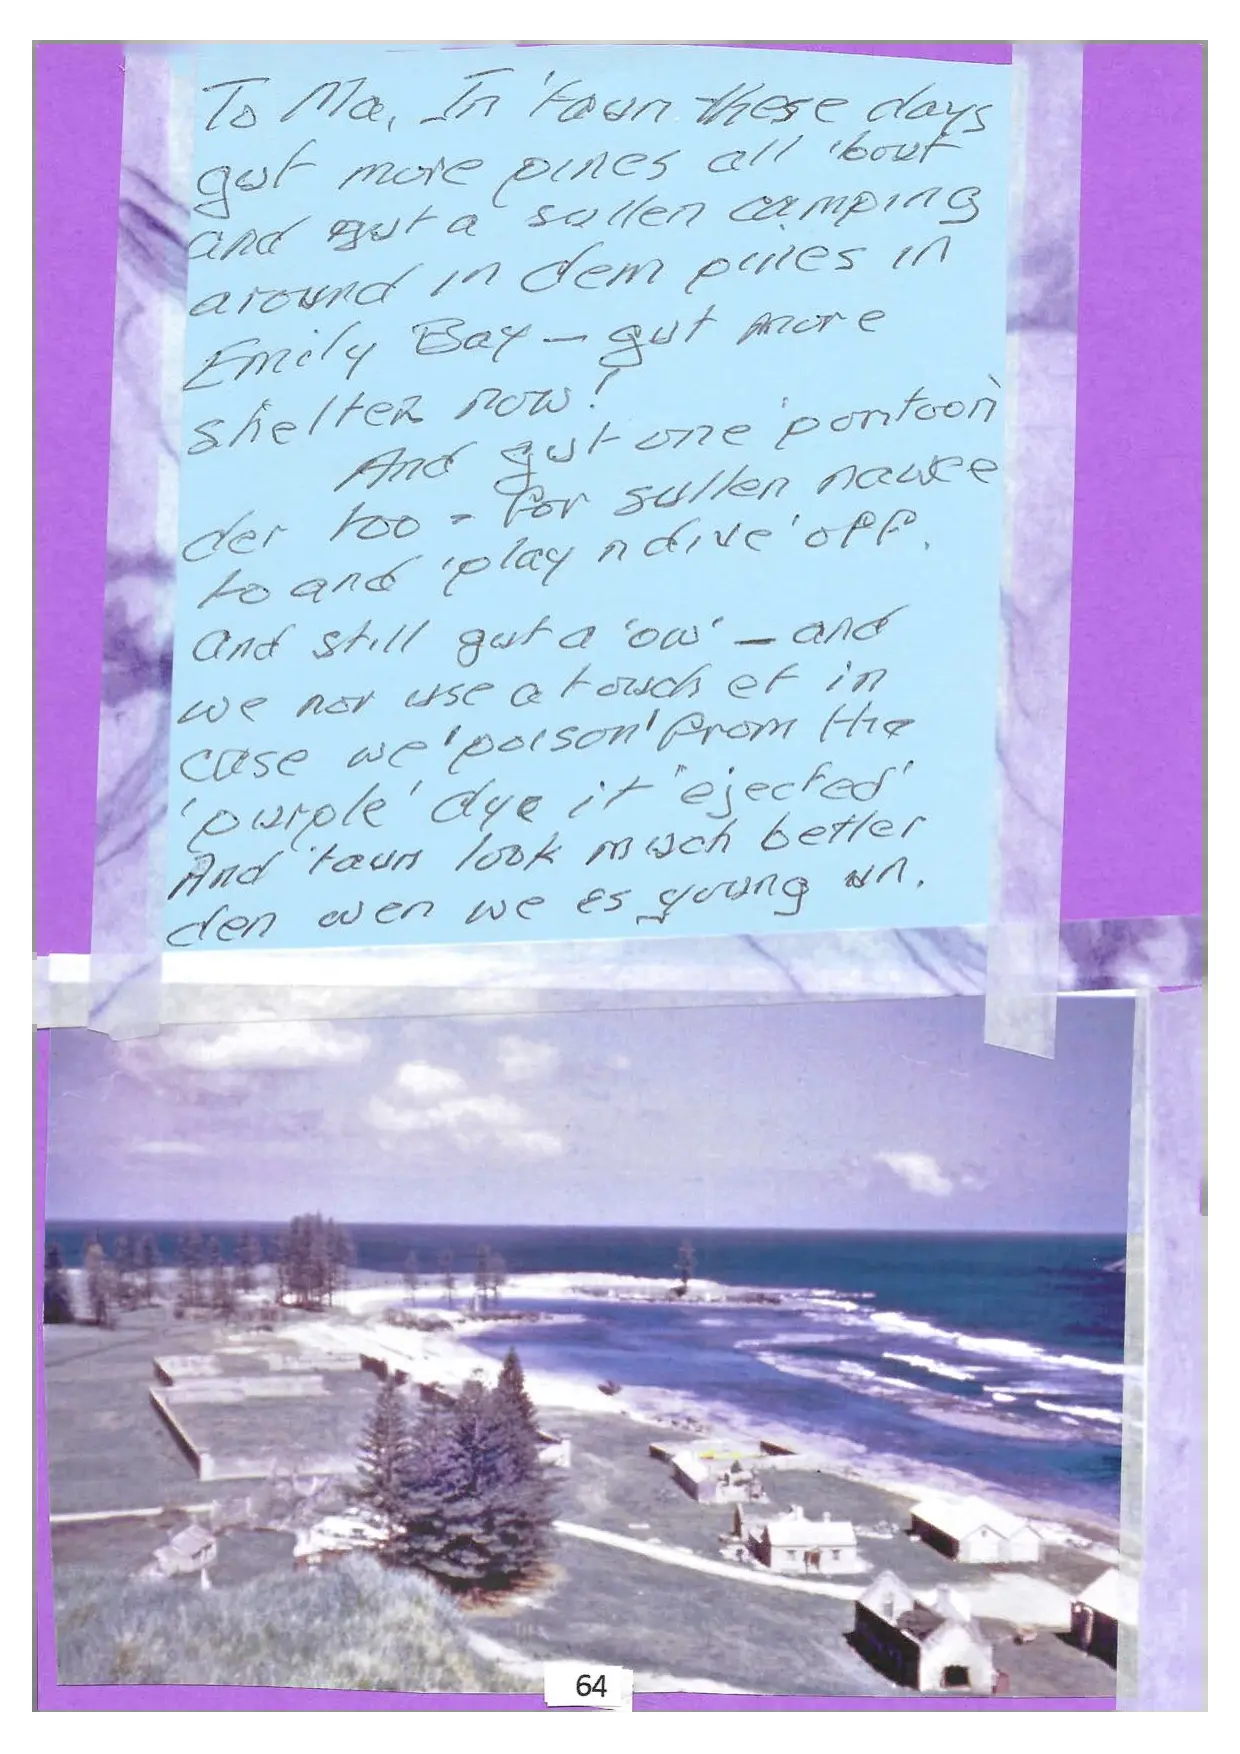 To Ma, In 'taun these days
gut more pines all 'bout
and gut a sullen camping
around in dem pines in
Emily Bay — gut more
shelter now!
And gut one 'pontoon'
der too - for sullen nawee
to and 'play n dive' off.
and still gut a 'ow' — and
we nor use a touch et in
case we 'poison' from the
'purple' dye it 'ejected'
And 'taun look much better
den wen we es young un.
64